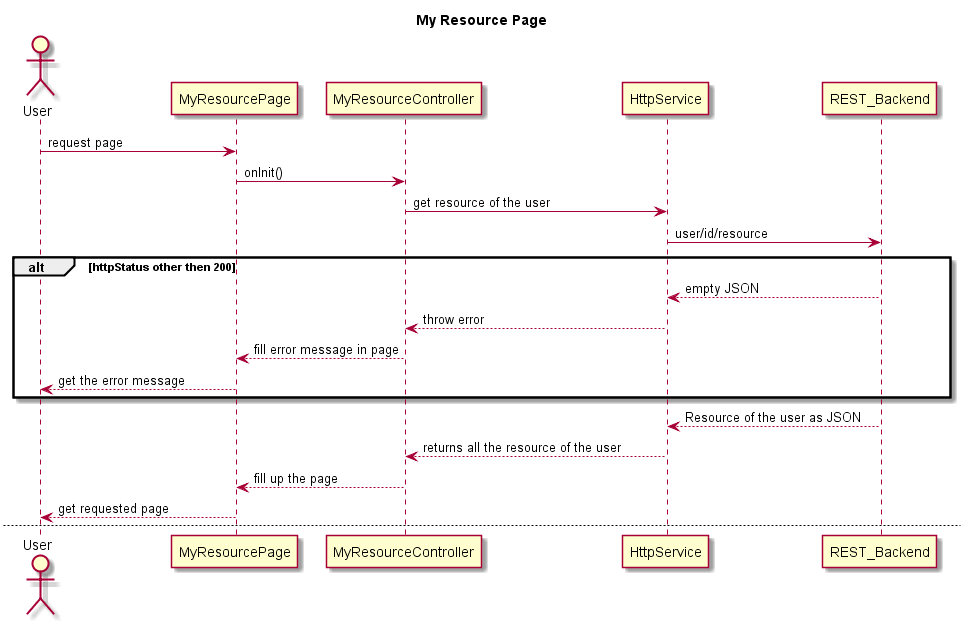 My Resource Page
User
MyResourcePage
MyResourceController
HttpService
REST_Backend
request page
onInit()
get resource of the user
user/id/resource
alt
[httpStatus other then 200]
empty JSON
throw error
fill error message in page
get the error message
Resource of the user as JSON
returns all the resource of the user
fill up the page
get requested page
User
MyResourcePage
MyResourceController
HttpService
REST_Backend